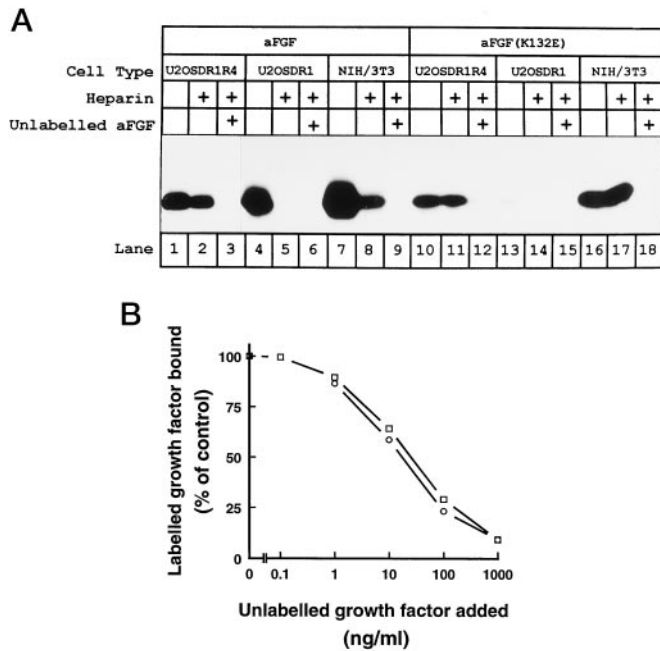 A
aFGF aFGF(K132E)
Cell Type U2OSDR1R4 U2OSDR1 NIH/3T3 U2OSDR1R4 U2OSDR1 NIH/3T3
Heparin + + + + + + + + + + + +
Unlabelled aFGF + + + + + +
Lane 1 2 3 4 5 6 7 8 9 10 11 12 13 14 15 16 17 18
B
Labelled growth factor bound
(% of control)
100
75
50
25
0
0 0.1 1 10 100 1000
Unlabelled growth factor added
(ng/ml)